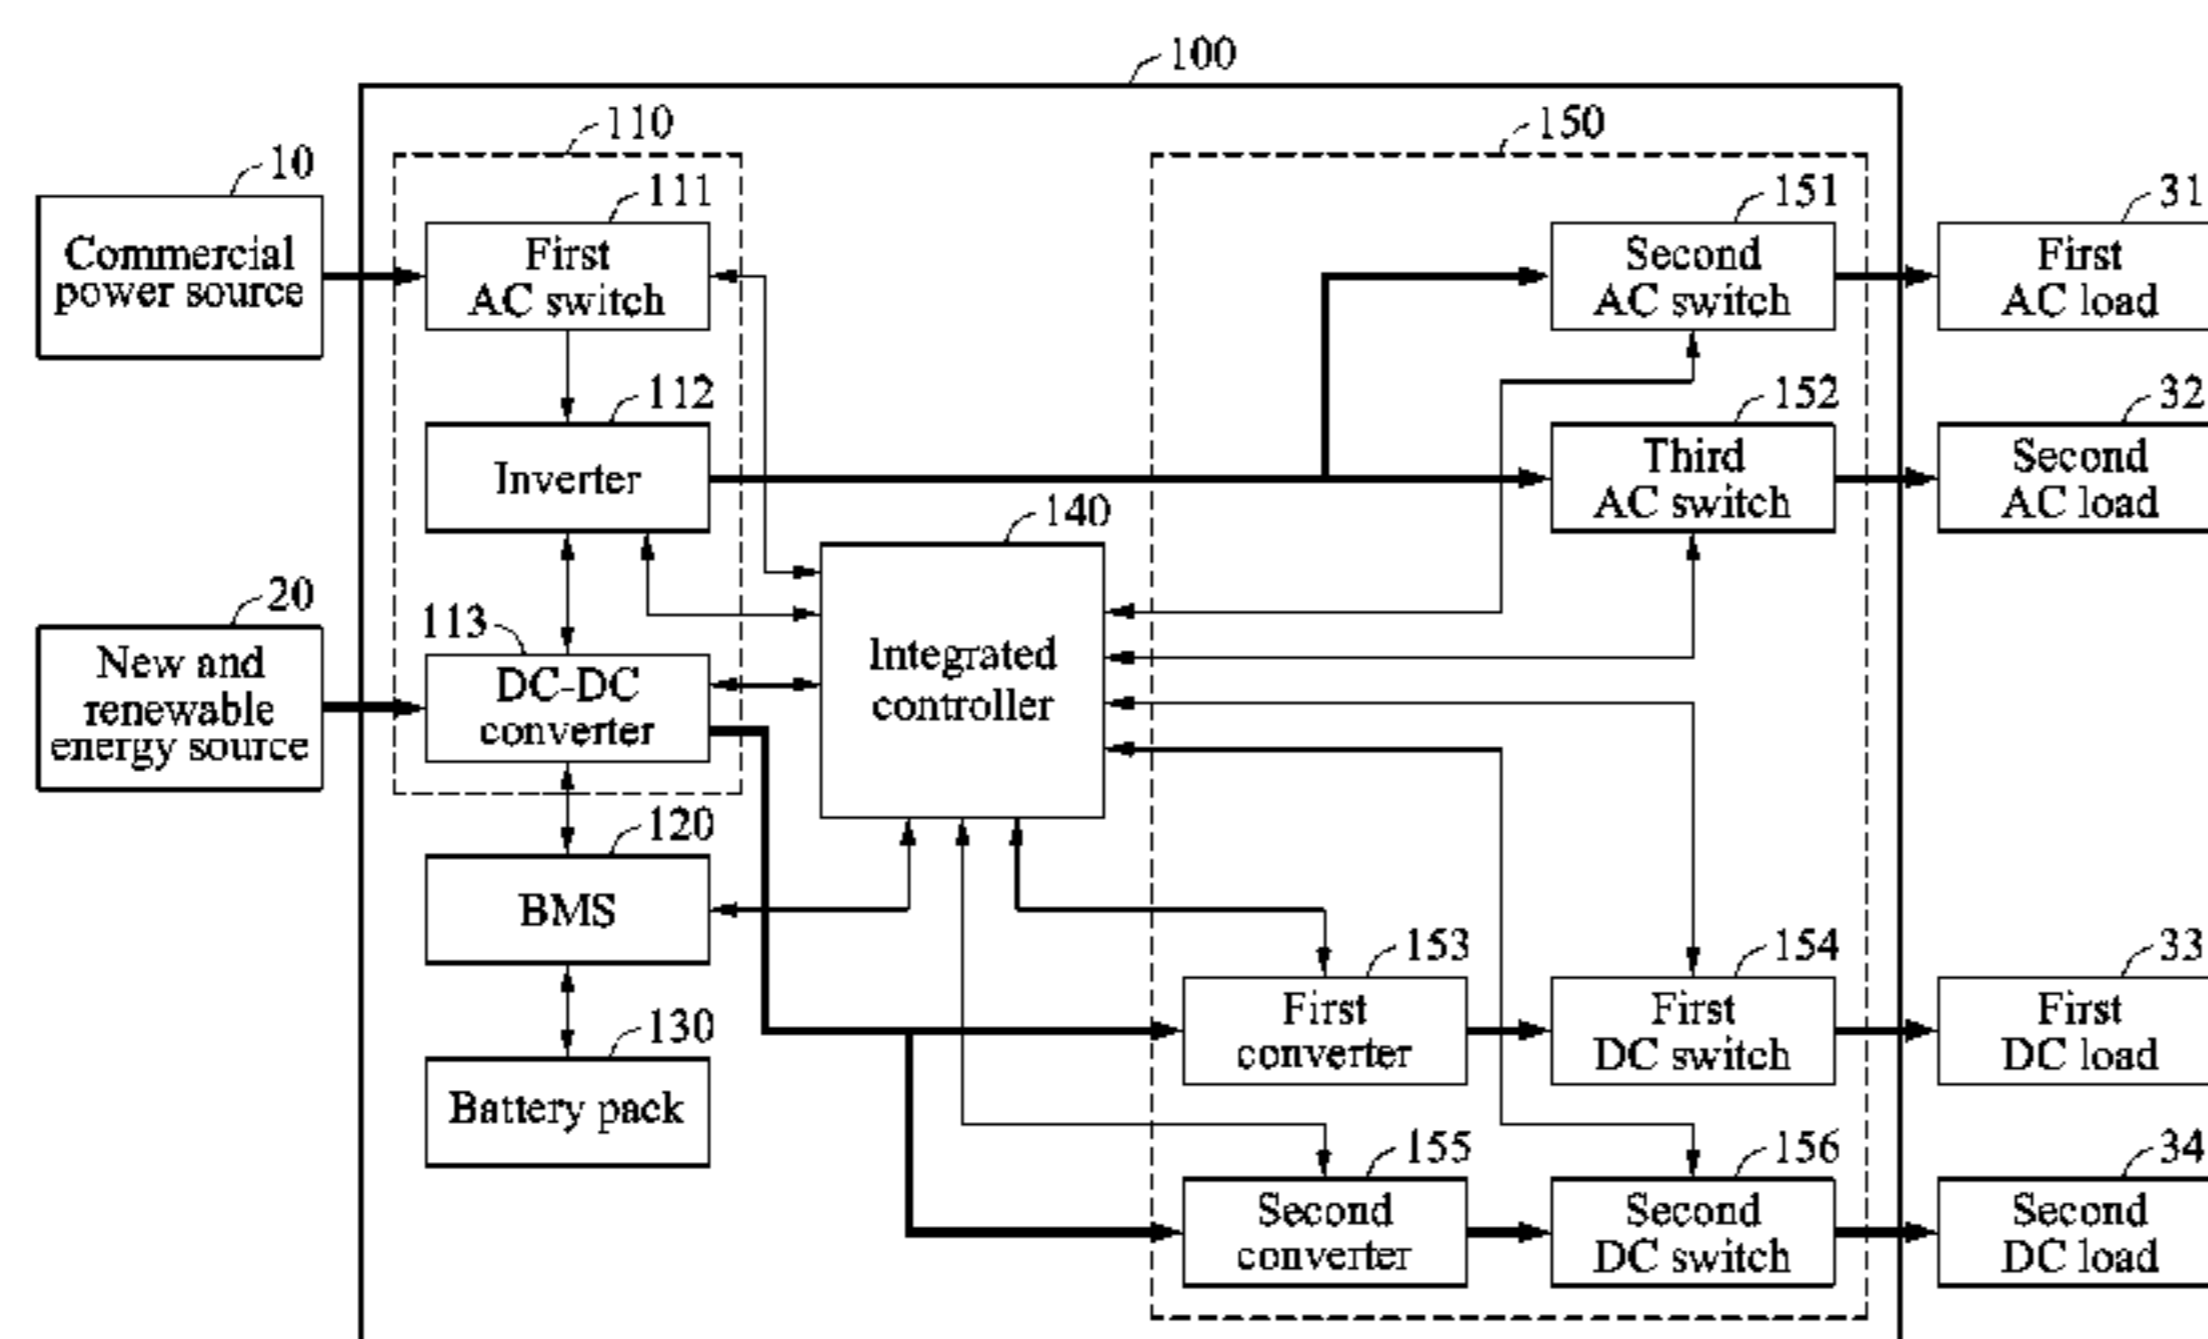 100
110
150
10
111
151
31
Commercial
power source
First
AC switch
Second
AC switch
First
AC load
112
152
32
Inverter
Third
AC switch
Second
AC load
140
20
113
New and
renewable
energy source
DC-DC
converter
Integrated
controller
120
BMS
153
154
33
First
converter
First
DC switch
First
DC load
130
Battery pack
155
156
34
Second
converter
Second
DC switch
Second
DC load